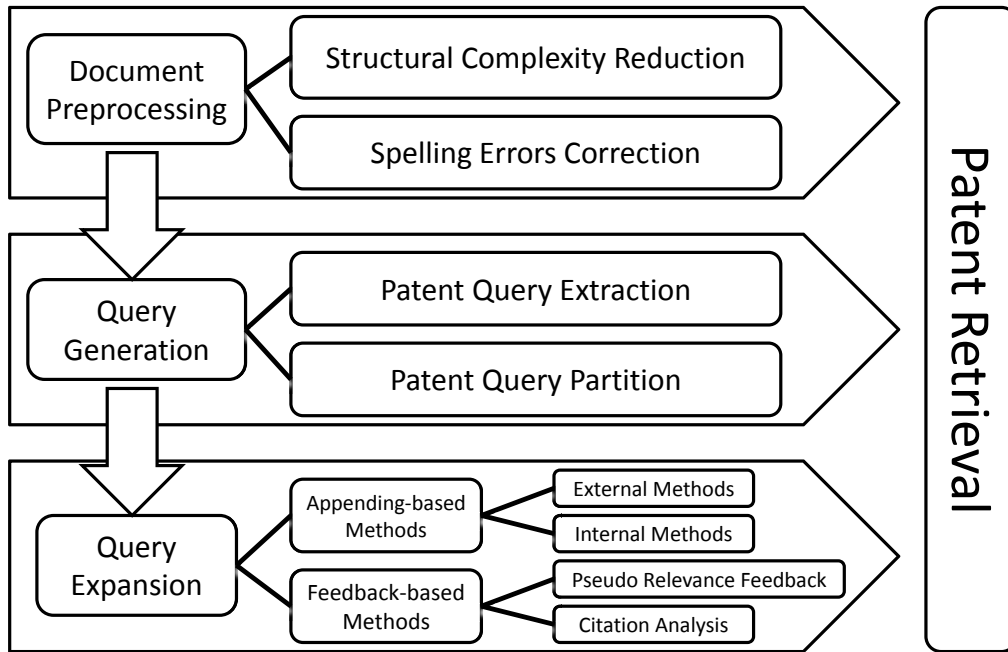 Document
Preprocessing
Structural Complexity Reduction
Spelling Errors Correction
Query
Generation
Patent Query Extraction
Patent Query Partition
Query
Expansion
Appending-based
Methods
External Methods
Internal Methods
Feedback-based
Methods
Pseudo Relevance Feedback
Citation Analysis
Patent Retrieval